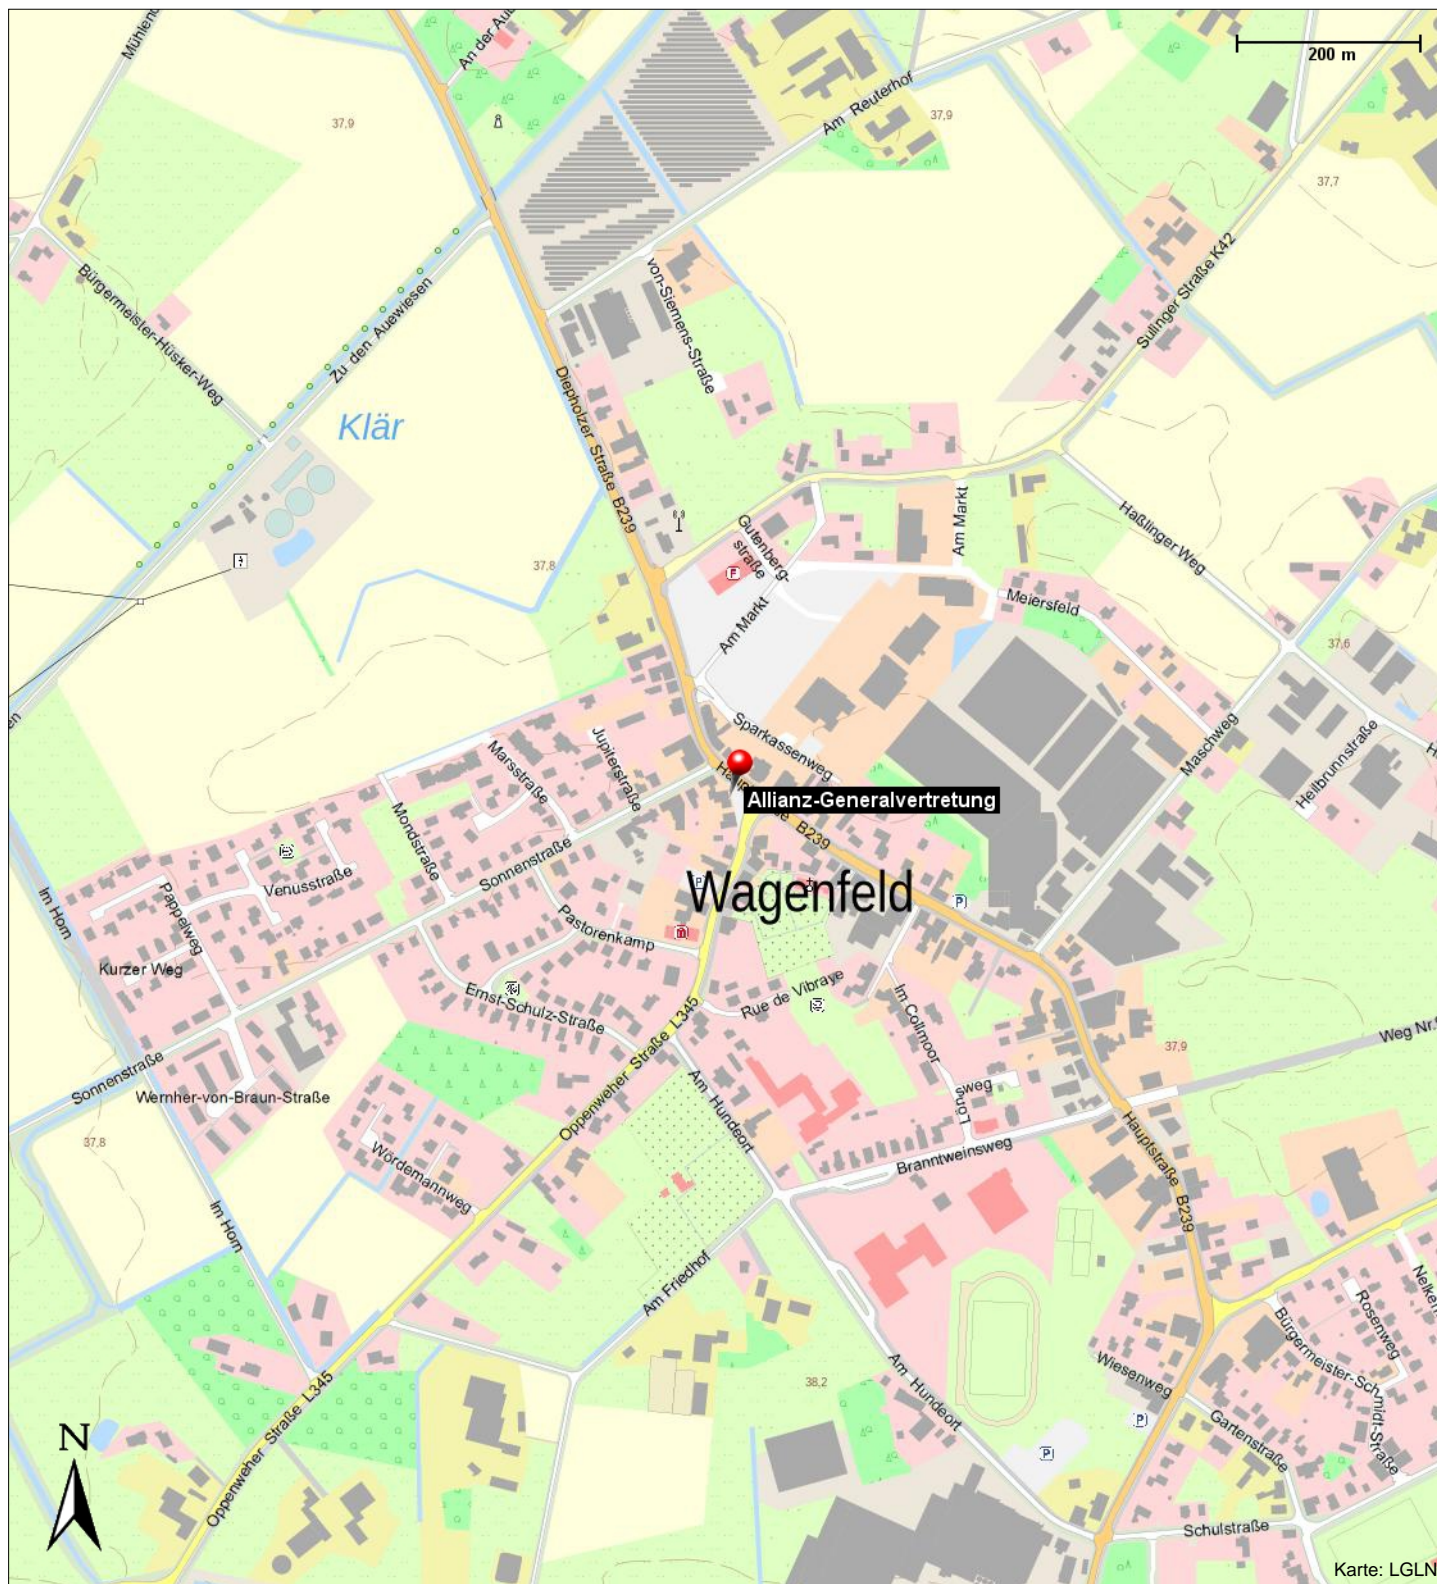 200 m
An der Aue
37,9
Am Reuterhof
37,9
37,7
Bürgermeister-Hüsker-Weg
Zu den Auewiesen
von-Siemens-Straße
Sulinger Straße K42
Klär
Diepholzer Straße B239
37,8
Gutenberg-
straße
Am Markt
Am Markt
F
Haßlinger Weg
Meiersfeld
37,6
Sparkassenweg
Maschweg
Heilbrunnstraße
Marsstraße
Jupiterstraße
Mondstraße
Allianz-Generalvertretung
B239
Sonnenstraße
Venusstraße
Pappelweg
Im Horn
Wagenfeld
P
P
Pastorenkamp
Kurzer Weg
Ernst-Schulz-Straße
Rue de Vibraye
Im Collmoor
Weg Nr.
37,9
Sonnenstraße
Wernher-von-Braun-Straße
Oppenweher Straße L345
Am Hundeort
Longsweg
Branntweinsweg
Hauptstraße B239
37,8
Wördemannweg
Im Horn
Am Friedhof
Rosenweg
Bürgermeister-Schmidt-Straße
Wiesenweg
38,2
Am Hundeort
Gartenstraße
P
P
Oppenweher Straße L345
N
Schulstraße
Karte: LGLN